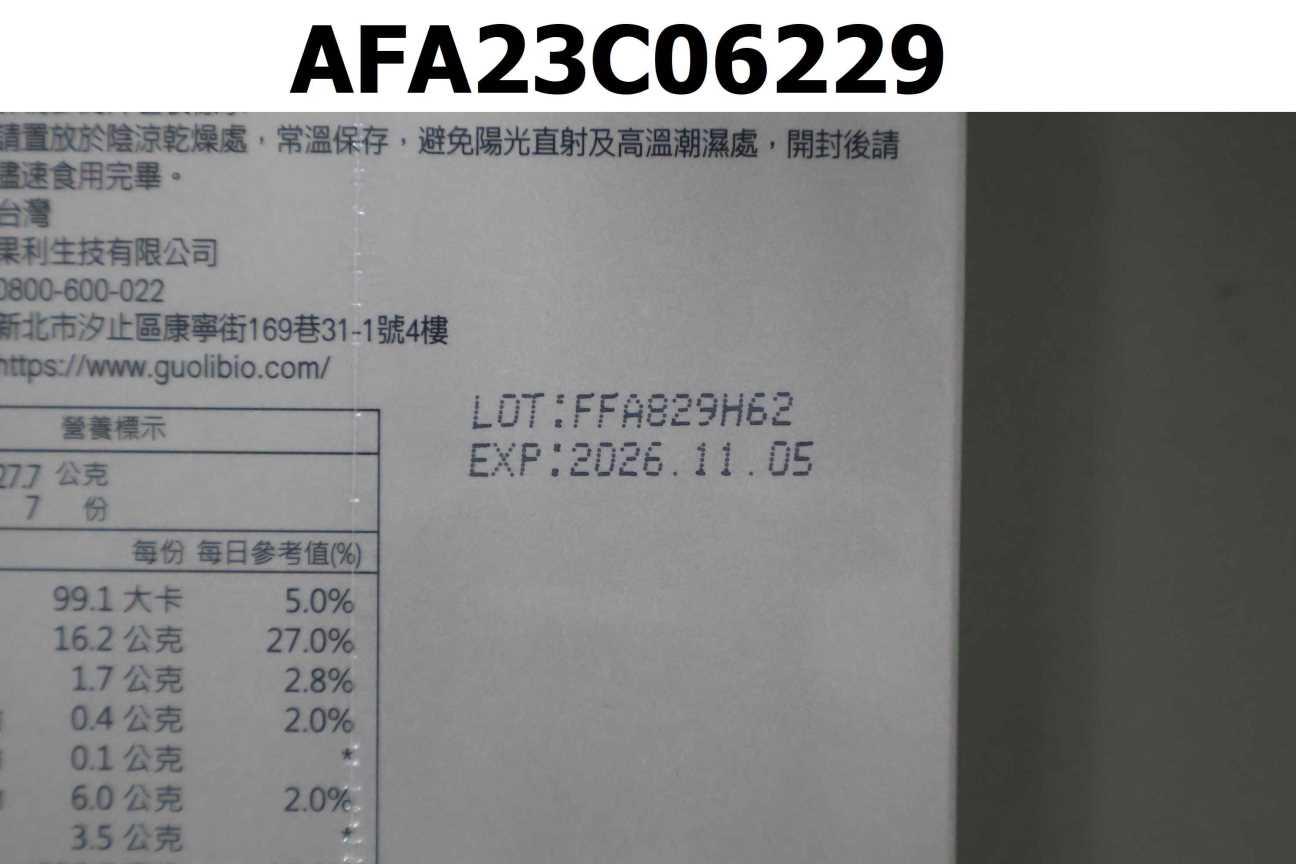 AFA23C06229
請置放於陰涼乾燥處，常溫保存，避免陽光直射及高溫潮濕處，開封後請
儘速食用完畢。
台灣
果利生技有限公司
0800-600-022
新北市汐止區康寧街169巷31-1號4樓
https://www.guolibio.com/
LOT:FFA829H62
EXP:2026.11.05
營養標示
27.7 公克
7 份
每份 每日參考值(%)
99.1 大卡 5.0%
16.2 公克 27.0%
1.7 公克 2.8%
0.4 公克 2.0%
0.1 公克 *
6.0 公克 2.0%
3.5 公克 *